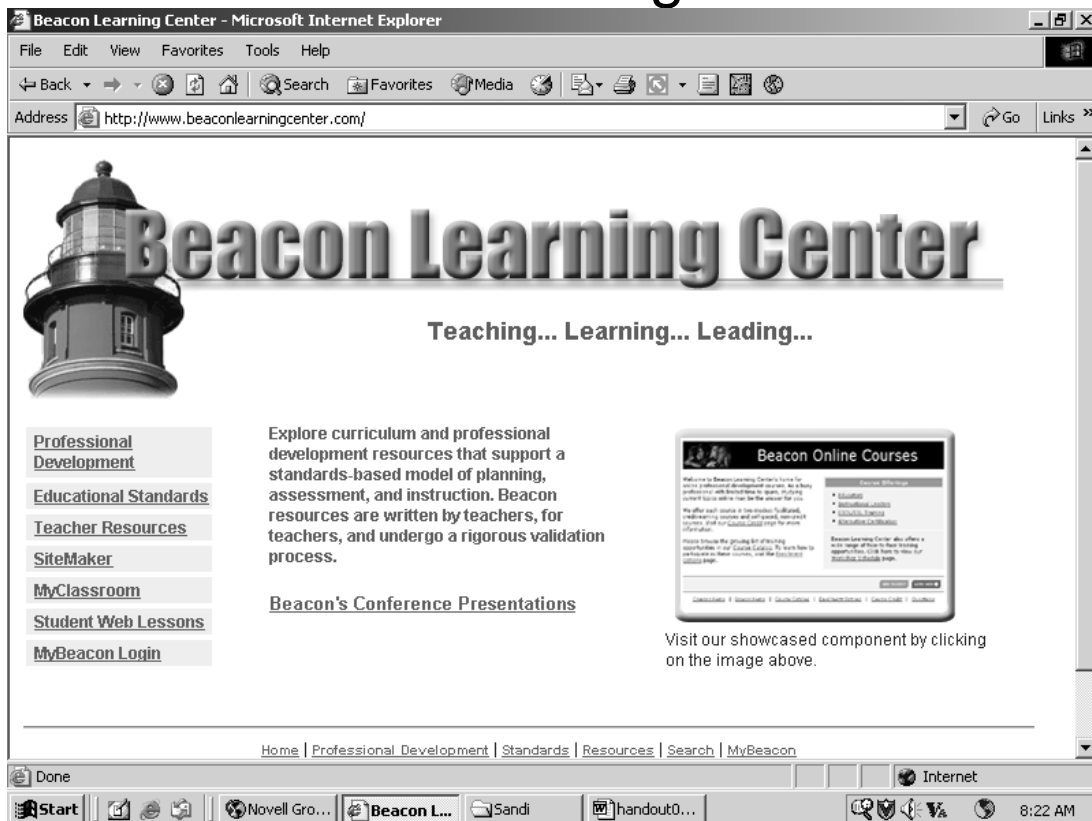 Beacon Learning Center - Microsoft Internet Explorer
File Edit View Favorites Tools Help
Back Search Favorites Media
Address http://www.beaconlearningcenter.com/ Go Links »
Beacon Learning Center
Teaching... Learning... Leading...
Professional
Development
Educational Standards
Teacher Resources
SiteMaker
MyClassroom
Student Web Lessons
MyBeacon Login
Explore curriculum and professional
development resources that support a
standards-based model of planning,
assessment, and instruction. Beacon
resources are written by teachers, for
teachers, and undergo a rigorous validation
process.
Beacon's Conference Presentations
Beacon Online Courses
Visit our showcased component by clicking
on the image above.
Home | Professional Development | Standards | Resources | Search | MyBeacon
Done Internet
Start Novell Gro... Beacon L... Sandi handout0... 8:22 AM